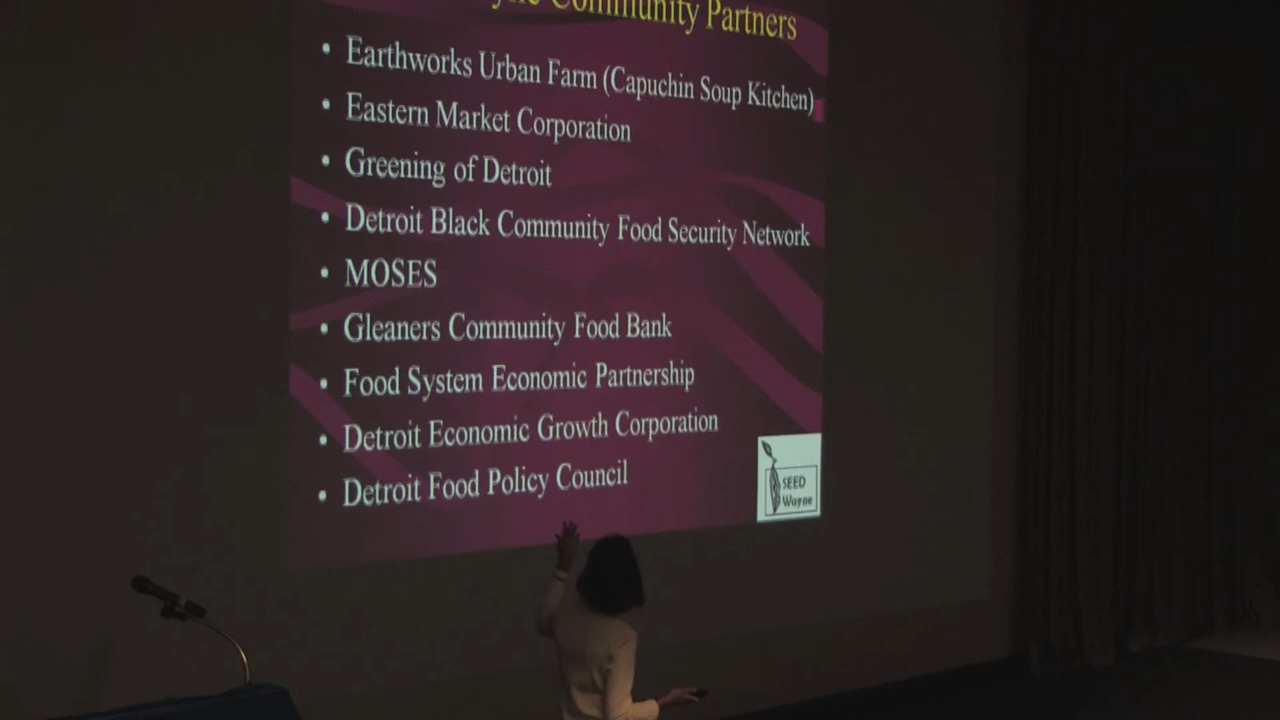 Community Partners
• Earthworks Urban Farm (Capuchin Soup Kitchen)
• Eastern Market Corporation
• Greening of Detroit
• Detroit Black Community Food Security Network
• MOSES
• Gleaners Community Food Bank
• Food System Economic Partnership
• Detroit Economic Growth Corporation
• Detroit Food Policy Council
SEED
Wayne